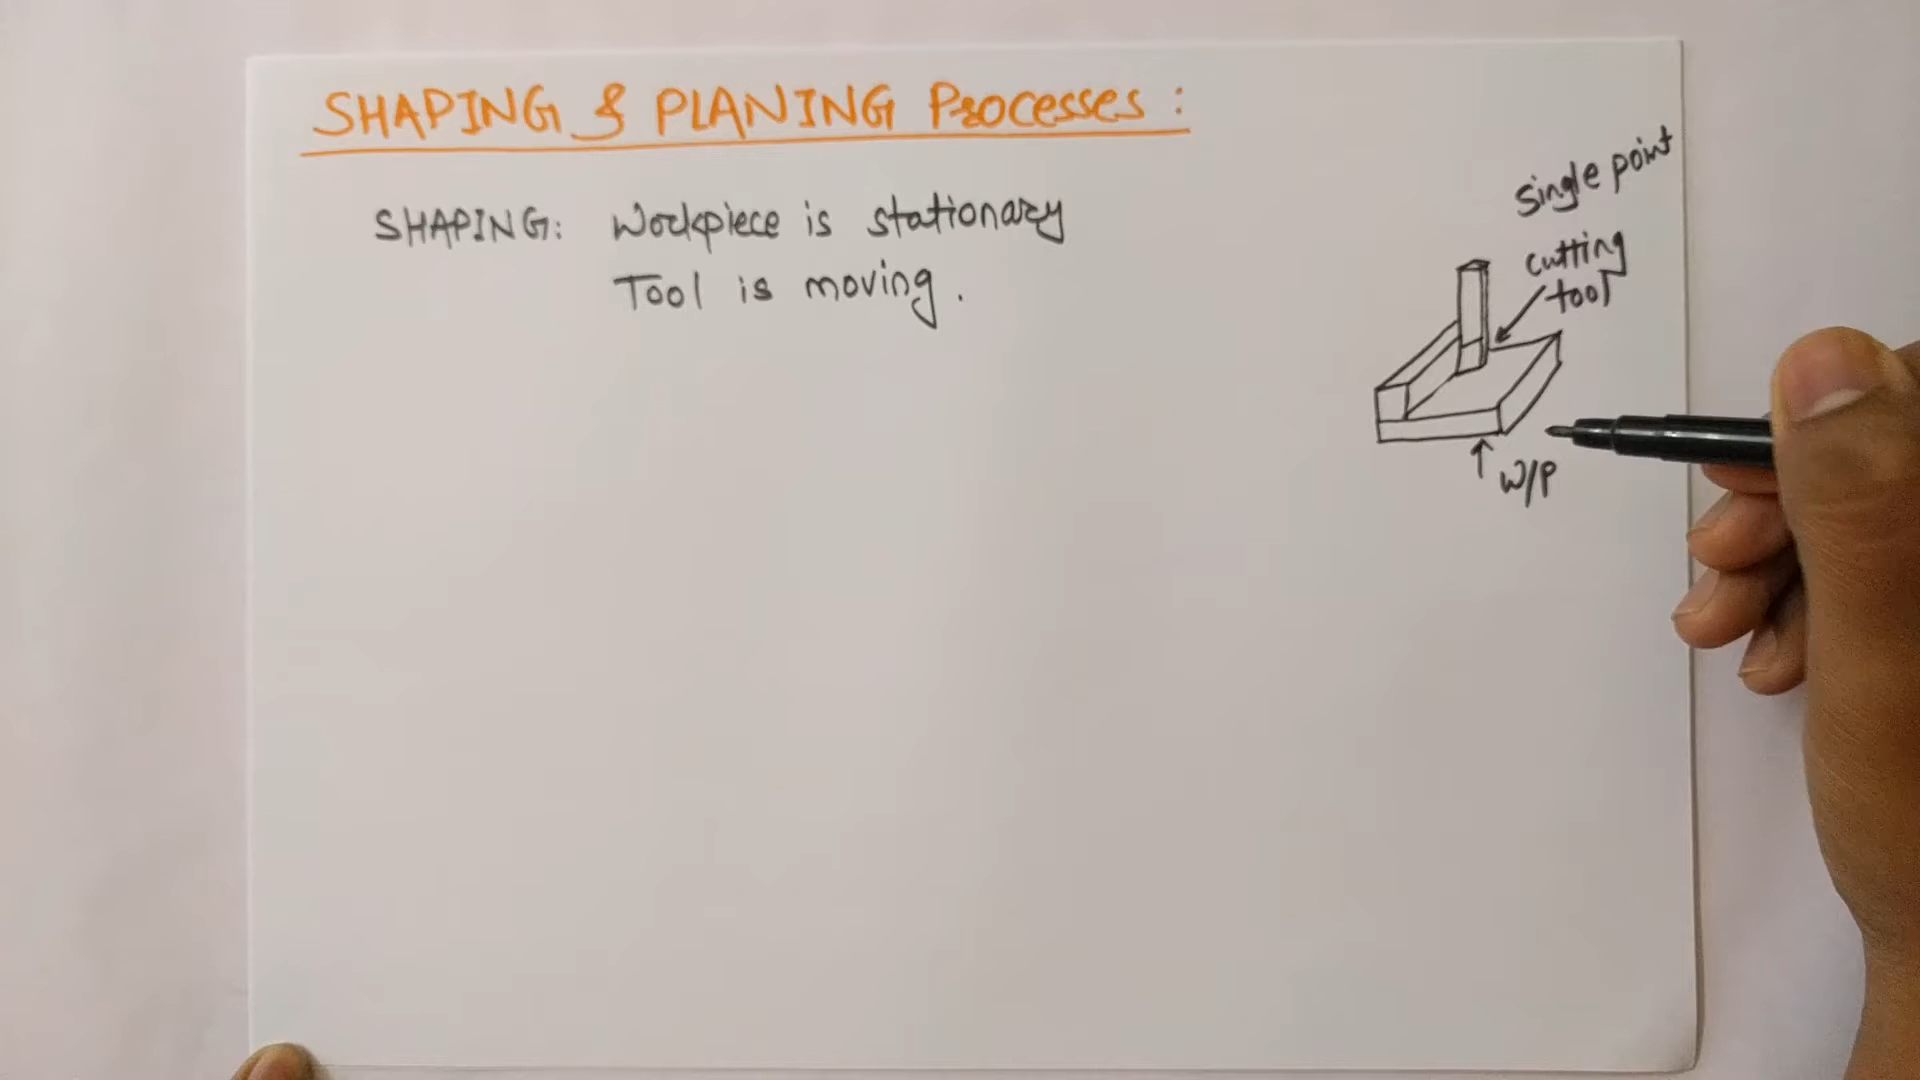 SHAPING & PLANING Processes :
SHAPING: Workpiece is stationary
Tool is moving.
Single point
cutting
tool
W/P